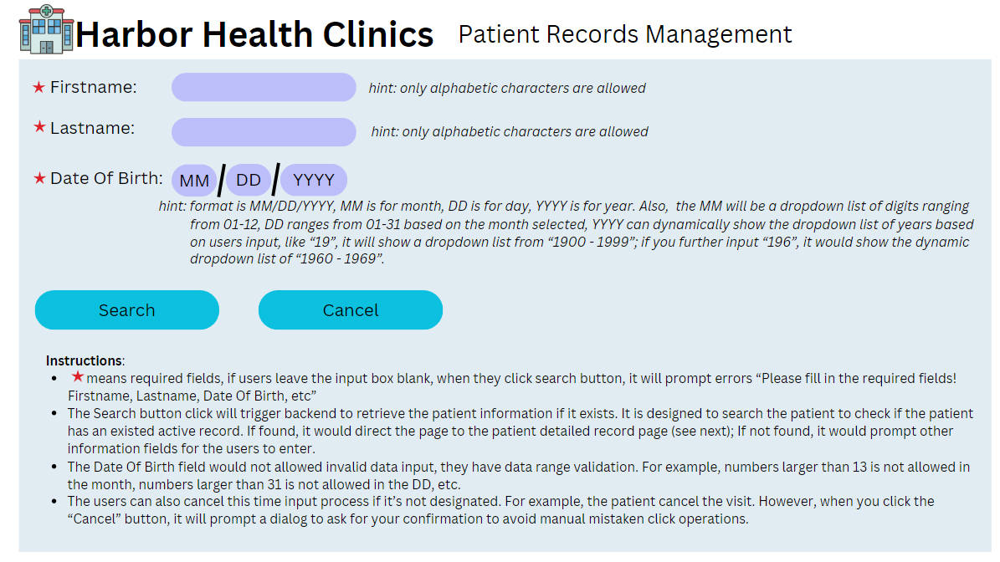 Harbor Health Clinics Patient Records Management
Firstname: hint: only alphabetic characters are allowed
Lastname: hint: only alphabetic characters are allowed
Date Of Birth: MM / DD / YYYY
hint: format is MM/DD/YYYY, MM is for month, DD is for day, YYYY is for year. Also, the MM will be a dropdown list of digits ranging
from 01-12, DD ranges from 01-31 based on the month selected, YYYY can dynamically show the dropdown list of years based
on users input, like “19”, it will show a dropdown list from “1900 - 1999”; if you further input “196”, it would show the dynamic
dropdown list of “1960 - 1969”.
Search Cancel
Instructions:
• ★ means required fields, if users leave the input box blank, when they click search button, it will prompt errors “Please fill in the required fields!
Firstname, Lastname, Date Of Birth, etc”
• The Search button click will trigger backend to retrieve the patient information if it exists. It is designed to search the patient to check if the patient
has an existed active record. If found, it would direct the page to the patient detailed record page (see next); If not found, it would prompt other
information fields for the users to enter.
• The Date Of Birth field would not allowed invalid data input, they have data range validation. For example, numbers larger than 13 is not allowed in
the month, numbers larger than 31 is not allowed in the DD, etc.
• The users can also cancel this time input process if it’s not designated. For example, the patient cancel the visit. However, when you click the
“Cancel” button, it will prompt a dialog to ask for your confirmation to avoid manual mistaken click operations.